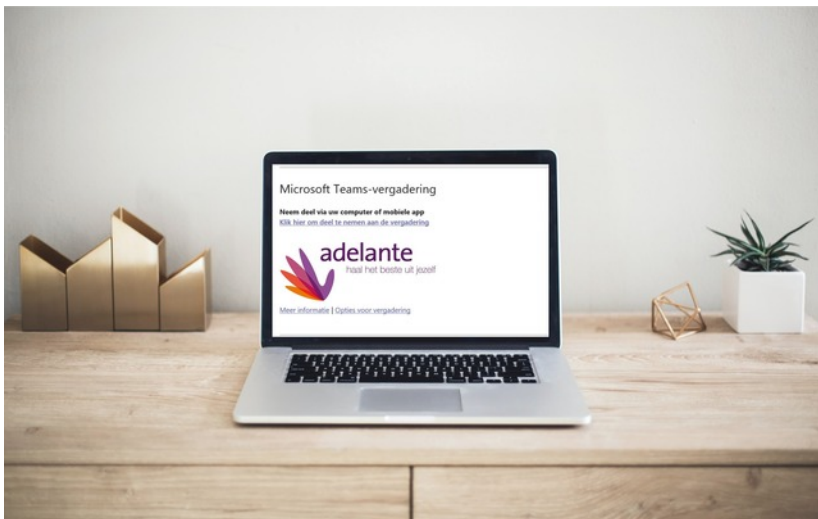 Microsoft Teams-vergadering
Neem deel via uw computer of mobiele app
Klik hier om deel te nemen aan de vergadering
adelante
haal het beste uit jezelf
Meer informatie | Opties voor vergadering